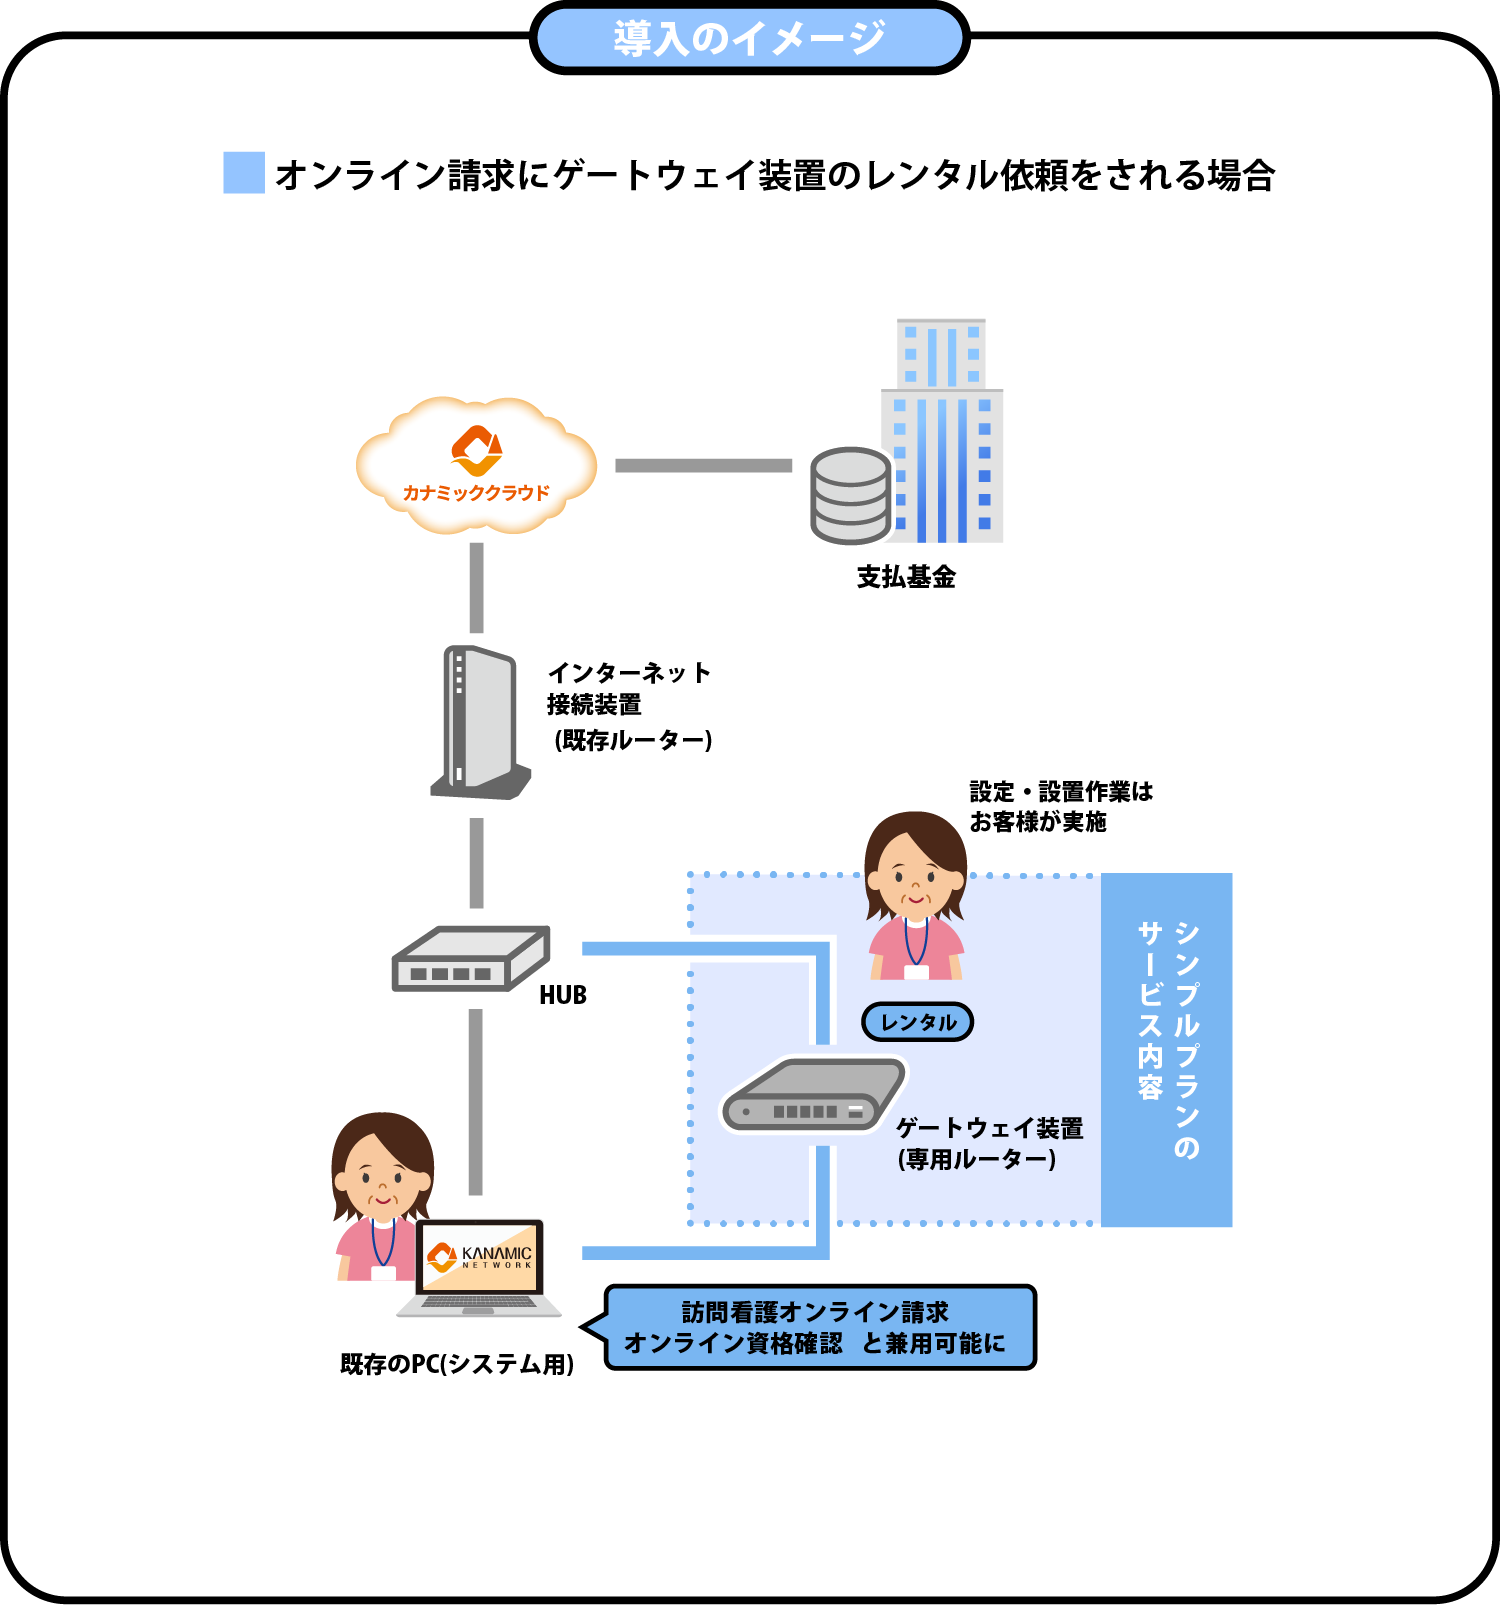 導入のイメージ
オンライン請求にゲートウェイ装置のレンタル依頼をされる場合
カナミッククラウド
支払基金
インターネット
接続装置
(既存ルーター)
設定・設置作業は
お客様が実施
シンプルプランの
サービス内容
HUB
レンタル
ゲートウェイ装置
(専用ルーター)
KANAMIC
NETWORK
訪問看護オンライン請求
オンライン資格確認 と兼用可能に
既存のPC(システム用)